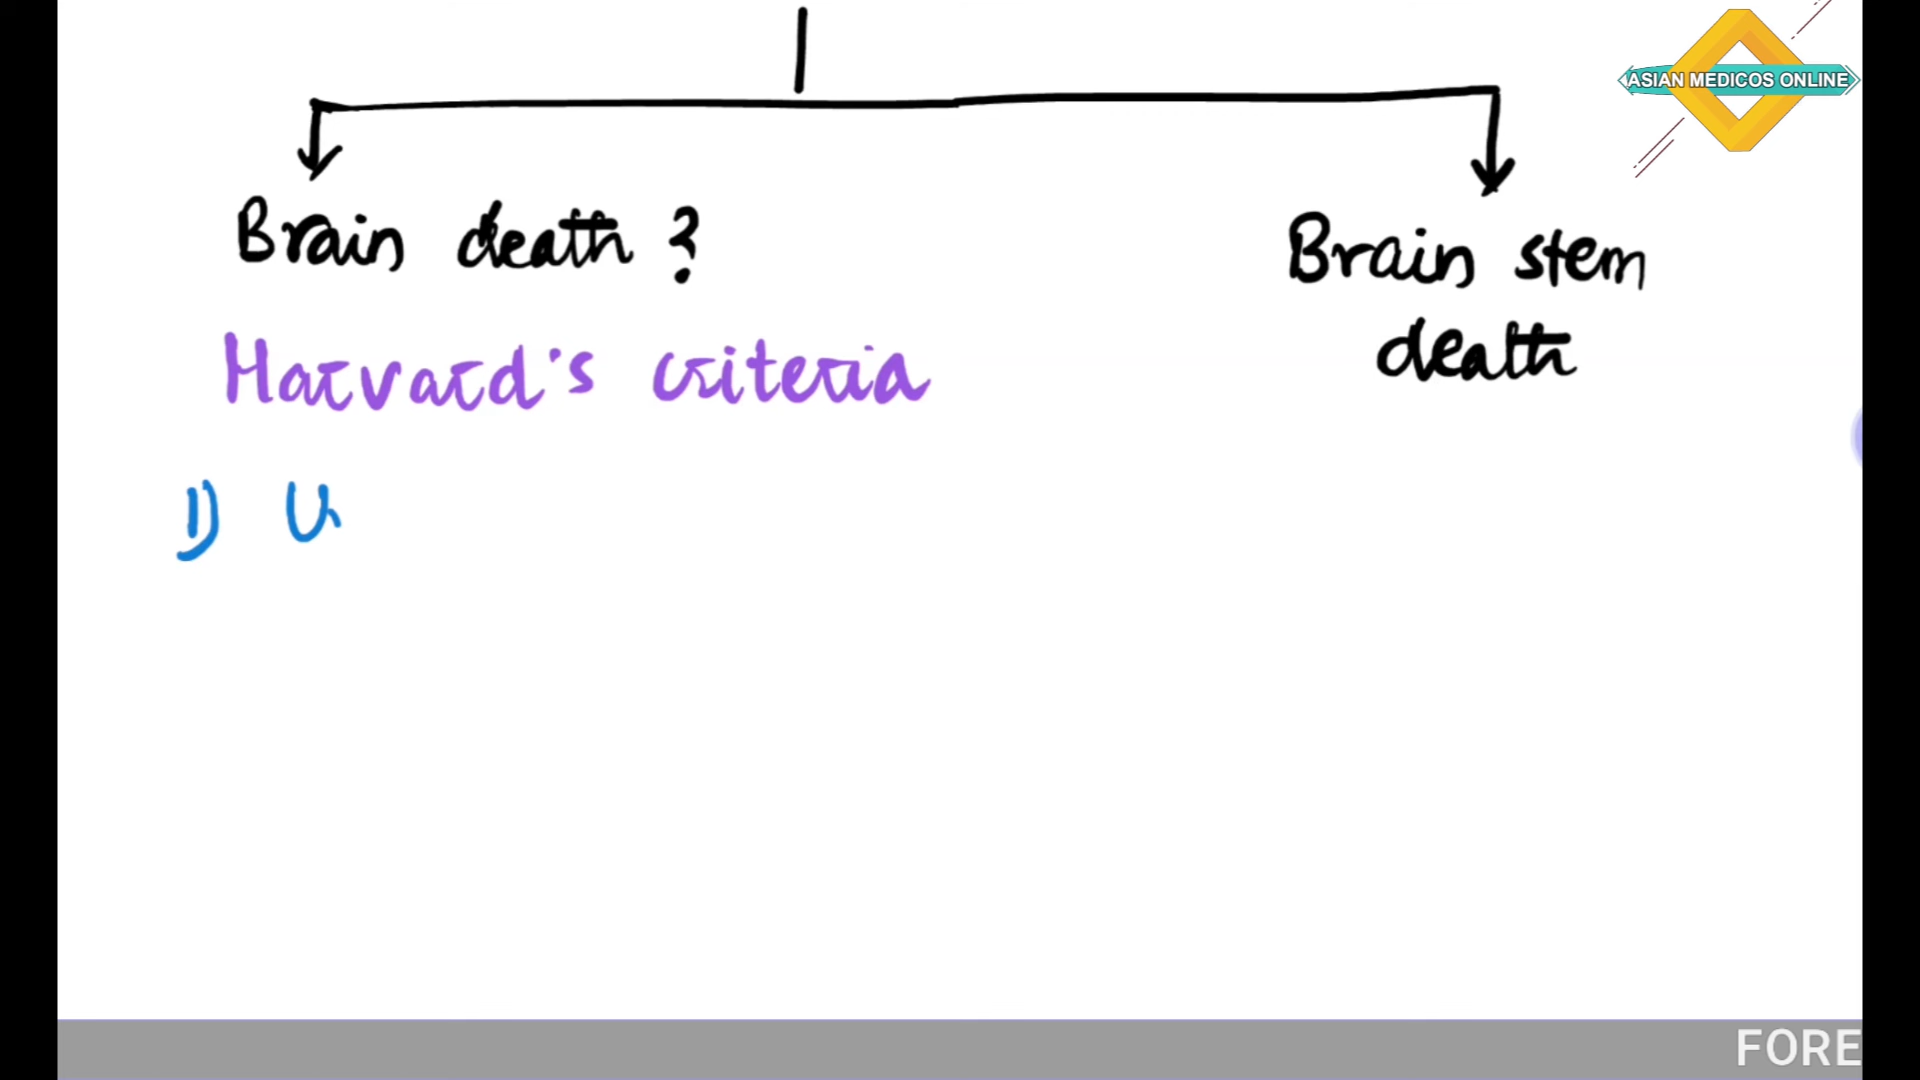 ASIAN MEDICOS ONLINE
Brain death ?
Brain stem
death
Harvard's criteria
1) U
FORE